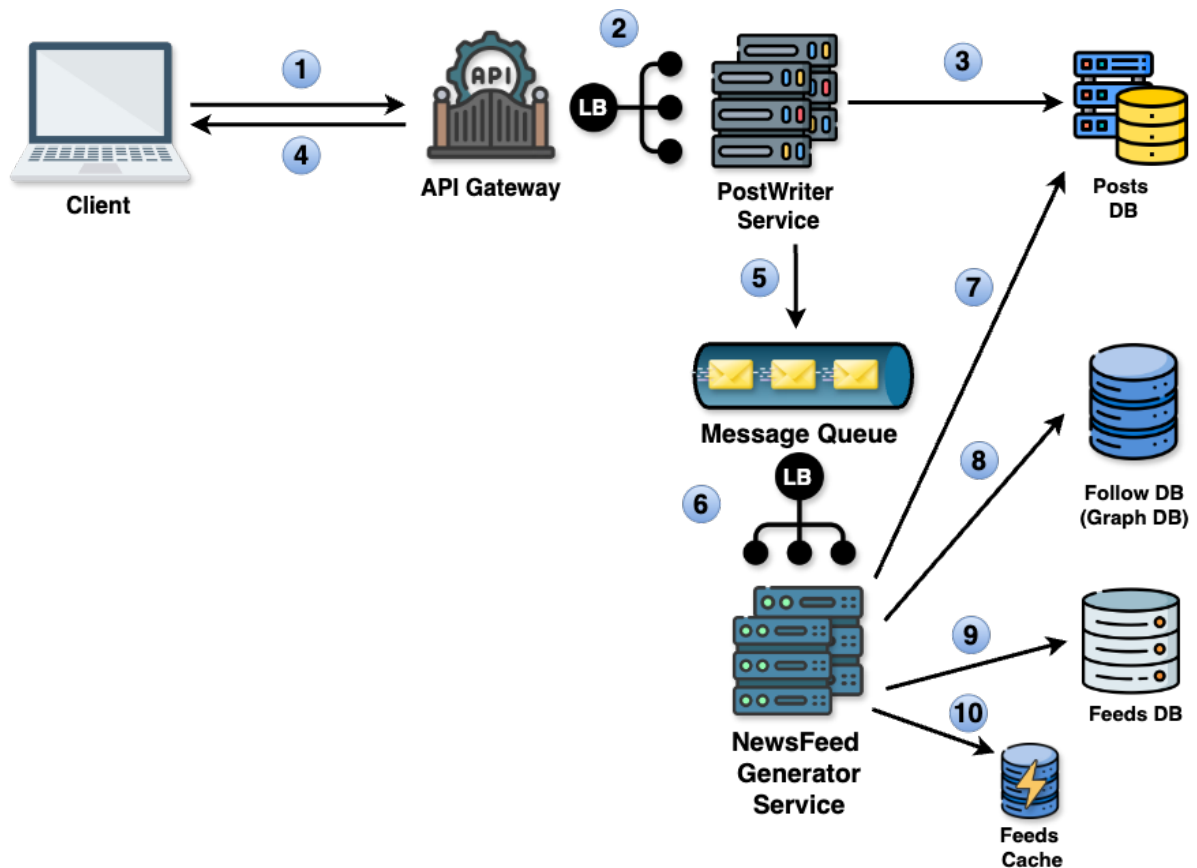 1
2
3
4
API
LB
Client
API Gateway
PostWriter
Service
Posts
DB
5
7
Message Queue
8
6
LB
Follow DB
(Graph DB)
9
10
Feeds DB
NewsFeed
Generator
Service
Feeds
Cache